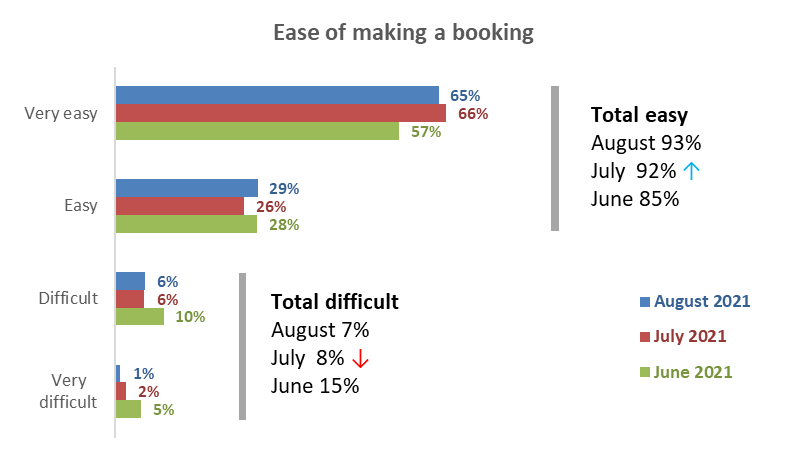 Ease of making a booking
Very easy
65%
66%
57%
Total easy
August 93%
July 92% ↑
June 85%
Easy
29%
26%
28%
Difficult
6%
6%
10%
Total difficult
August 7%
July 8% ↓
June 15%
Very
difficult
1%
2%
5%
August 2021
July 2021
June 2021